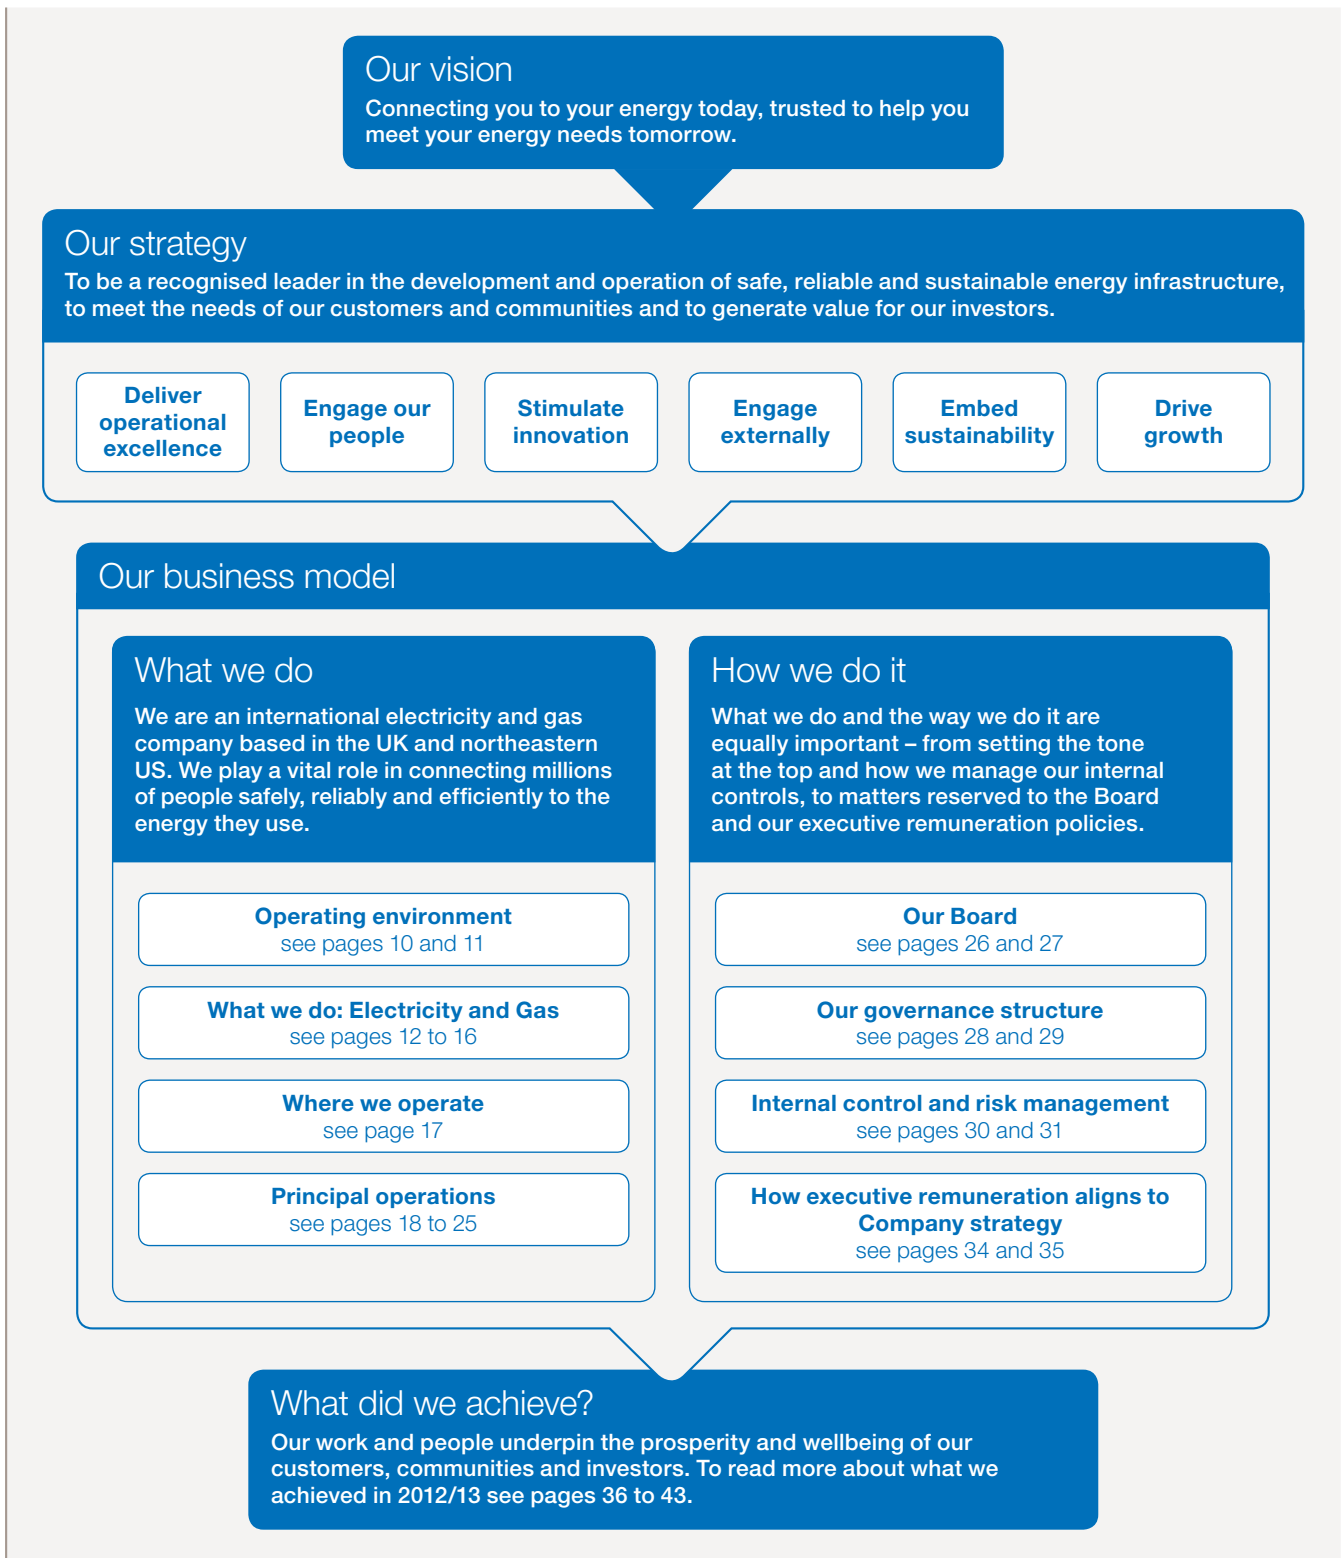 Our vision
Connecting you to your energy today, trusted to help you
meet your energy needs tomorrow.
Our strategy
To be a recognised leader in the development and operation of safe, reliable and sustainable energy infrastructure,
to meet the needs of our customers and communities and to generate value for our investors.
Deliver
operational
excellence
Engage our
people
Stimulate
innovation
Engage
externally
Embed
sustainability
Drive
growth
Our business model
What we do
We are an international electricity and gas
company based in the UK and northeastern
US. We play a vital role in connecting millions
of people safely, reliably and efficiently to the
energy they use.
Operating environment
see pages 10 and 11
What we do: Electricity and Gas
see pages 12 to 16
Where we operate
see page 17
Principal operations
see pages 18 to 25
How we do it
What we do and the way we do it are
equally important – from setting the tone
at the top and how we manage our internal
controls, to matters reserved to the Board
and our executive remuneration policies.
Our Board
see pages 26 and 27
Our governance structure
see pages 28 and 29
Internal control and risk management
see pages 30 and 31
How executive remuneration aligns to
Company strategy
see pages 34 and 35
What did we achieve?
Our work and people underpin the prosperity and wellbeing of our
customers, communities and investors. To read more about what we
achieved in 2012/13 see pages 36 to 43.